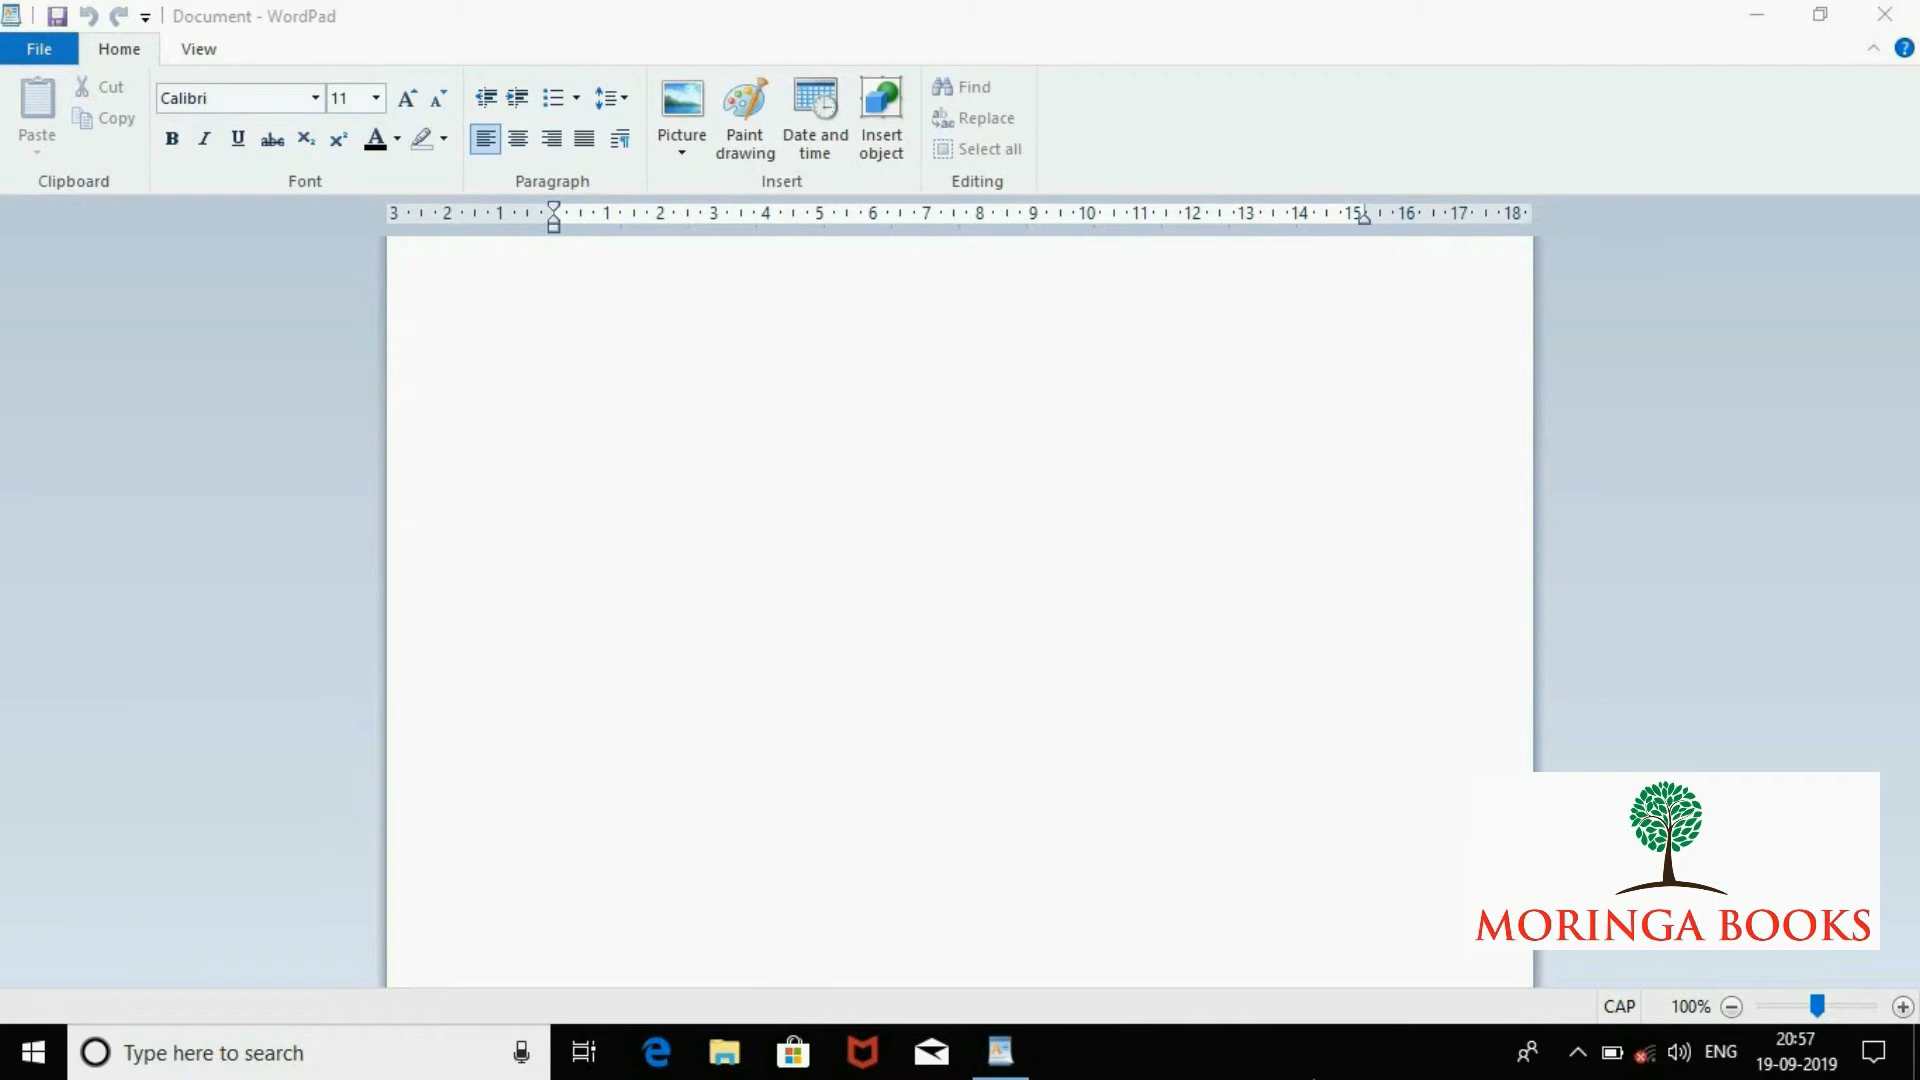 Document - WordPad
File Home View
Paste
Cut
Copy
Clipboard
Calibri 11
B I U abc X₂ X² A
Font
Paragraph
Picture
Paint drawing
Date and time
Insert object
Insert
Find
Replace
Select all
Editing
3 2 1 1 2 3 4 5 6 7 8 9 10 11 12 13 14 15 16 17 18
MORINGA BOOKS
CAP 100%
Type here to search
ENG
20:57
19-09-2019